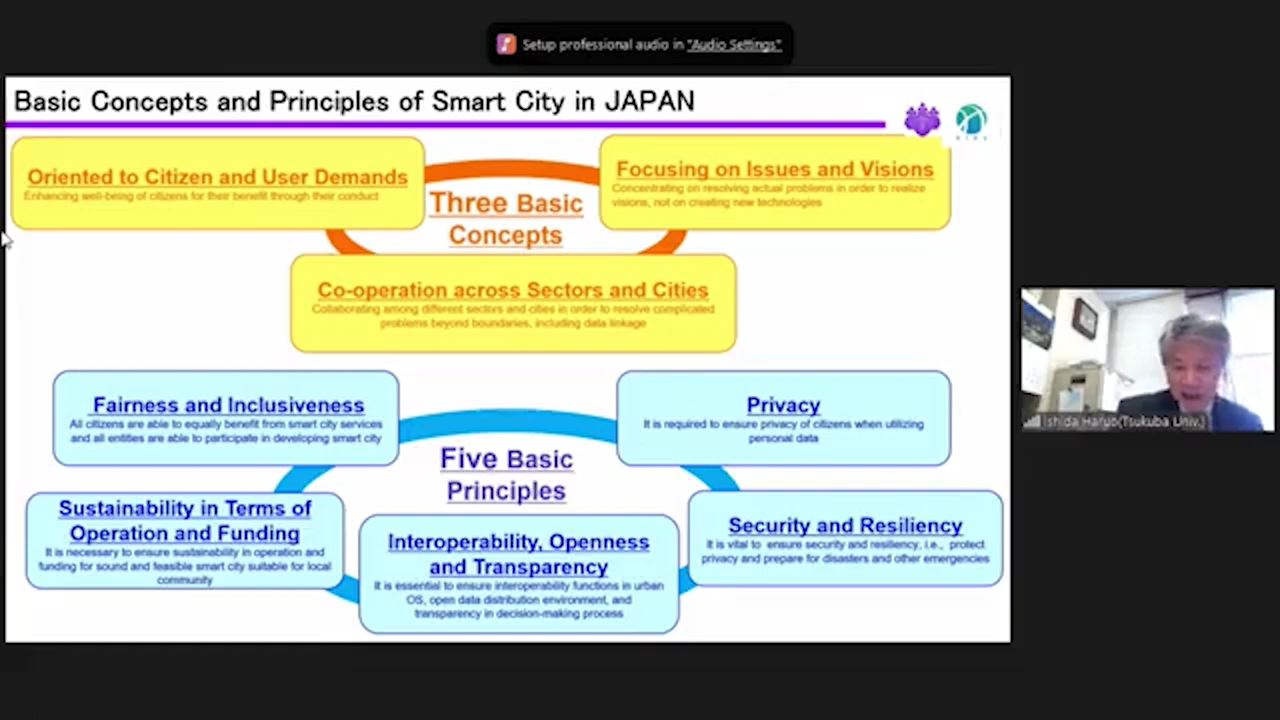 Setup professional audio in "Audio Settings"
Basic Concepts and Principles of Smart City in JAPAN
Oriented to Citizen and User Demands
Enhancing well-being of citizens for their benefit through their conduct
Focusing on Issues and Visions
Concentrating on resolving actual problems in order to realize
visions, not on creating new technologies
Three Basic
Concepts
Co-operation across Sectors and Cities
Collaborating among different sectors and cities in order to resolve complicated
problems beyond boundaries, including data linkage
Fairness and Inclusiveness
All citizens are able to equally benefit from smart city services
and all entities are able to participate in developing smart city
Privacy
It is required to ensure privacy of citizens when utilizing
personal data
Five Basic
Principles
Sustainability in Terms of
Operation and Funding
It is necessary to ensure sustainability in operation and
funding for sound and feasible smart city suitable for local
community
Interoperability, Openness
and Transparency
It is essential to ensure interoperability functions in urban
OS, open data distribution environment, and
transparency in decision-making process
Security and Resiliency
It is vital to ensure security and resiliency, i.e., protect
privacy and prepare for disasters and other emergencies
Ishida Haruo(Tsukuba Univ.)